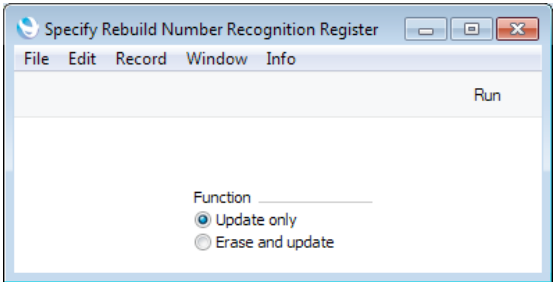 Specify Rebuild Number Recognition Register
File Edit Record Window Info
Run
Function
Update only
Erase and update